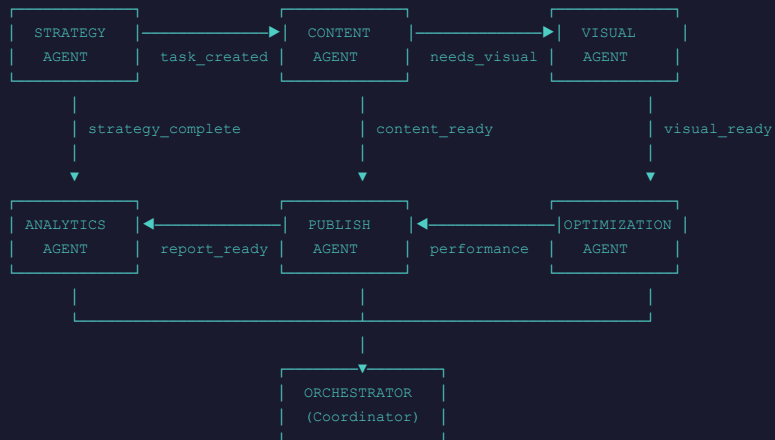 STRATEGY CONTENT VISUAL
AGENT task_created AGENT needs_visual AGENT
strategy_complete content_ready visual_ready
ANALYTICS PUBLISH OPTIMIZATION
AGENT report_ready AGENT performance AGENT
ORCHESTRATOR
(Coordinator)